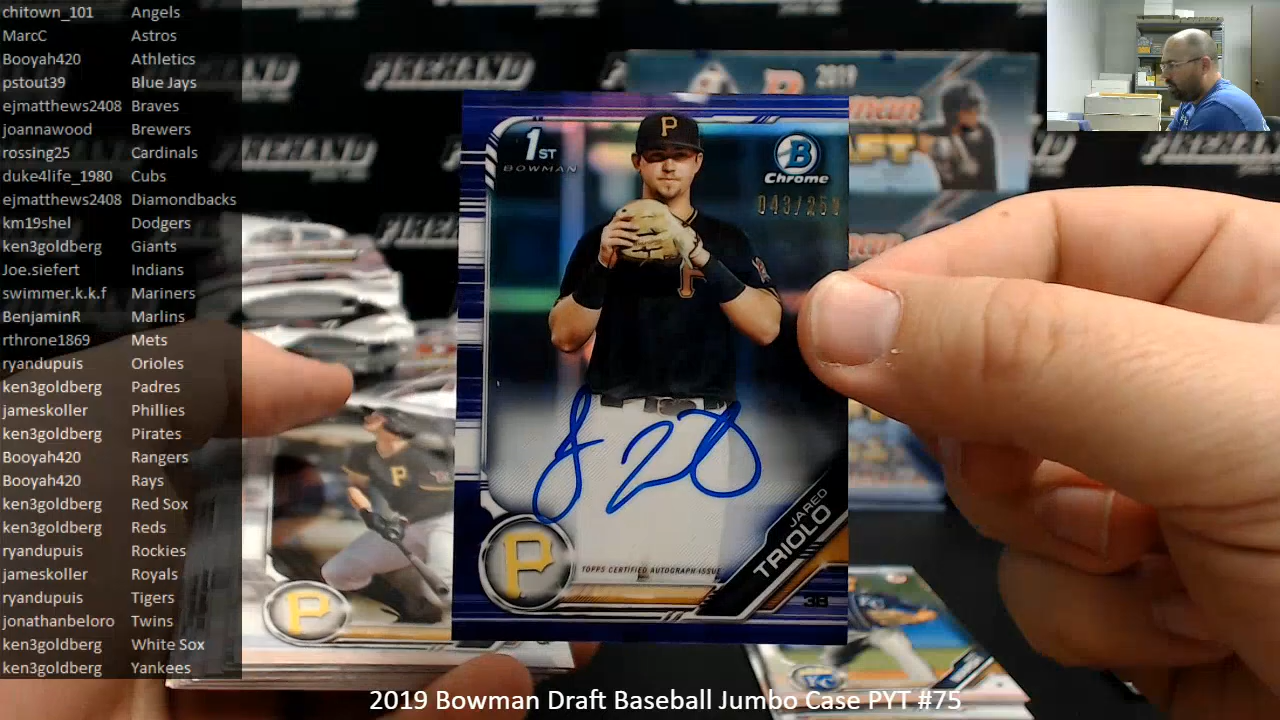 chitown_101 Angels
MarcC Astros
Booyah420 Athletics
pstout39 Blue Jays
ejmatthews2408 Braves
joannawood Brewers
rossing25 Cardinals
duke4life_1980 Cubs
ejmatthews2408 Diamondbacks
km19shel Dodgers
ken3goldberg Giants
Joe.siefert Indians
swimmer.k.k.f Mariners
BenjaminR Marlins
rthrone1869 Mets
ryandupuis Orioles
ken3goldberg Padres
jameskoller Phillies
ken3goldberg Pirates
Booyah420 Rangers
Booyah420 Rays
ken3goldberg Red Sox
ken3goldberg Reds
ryandupuis Rockies
jameskoller Royals
ryandupuis Tigers
jonathanbeloro Twins
ken3goldberg White Sox
ken3goldberg Yankees
FIREHAND
2019
1ST
BOWMAN
B
Chrome
043/250
P
P
TOPPS CERTIFIED AUTOGRAPH ISSUE
JARED
TRIOLO
3B
P
P
KC
2019 Bowman Draft Baseball Jumbo Case PYT #75